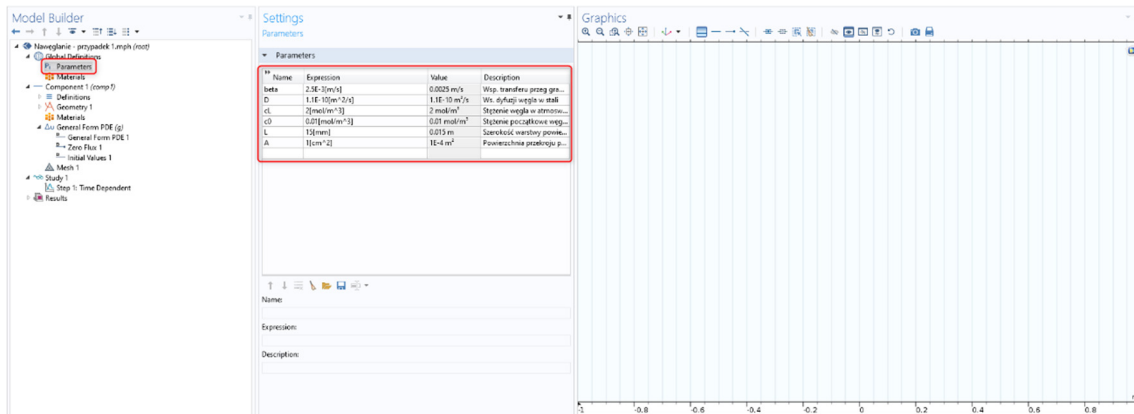 Model Builder
Nawęglanie - przypadek 1.mph (root)
Global Definitions
Pi Parameters
Materials
Component 1 (comp1)
Definitions
Geometry 1
Materials
Δu General Form PDE (g)
General Form PDE 1
Zero Flux 1
Initial Values 1
Mesh 1
Study 1
Step 1: Time Dependent
Results
Settings
Parameters
Parameters
Name Expression Value Description
beta 2.5E-3[m/s] 0.0025 m/s Wsp. transferu przeg gra...
D 1.1E-10[m^2/s] 1.1E-10 m²/s Ws. dyfuzji węgla w stali
cL 2[mol/m^3] 2 mol/m³ Stężenie węgla w atmosw...
c0 0.01[mol/m^3] 0.01 mol/m³ Stężenie początkowe węg...
L 15[mm] 0.015 m Szerokość warstwy powie...
A 1[cm^2] 1E-4 m² Powierzchnia przekroju p...
Name:
Expression:
Description:
Graphics
-1 -0.8 -0.6 -0.4 -0.2 0 0.2 0.4 0.6 0.8